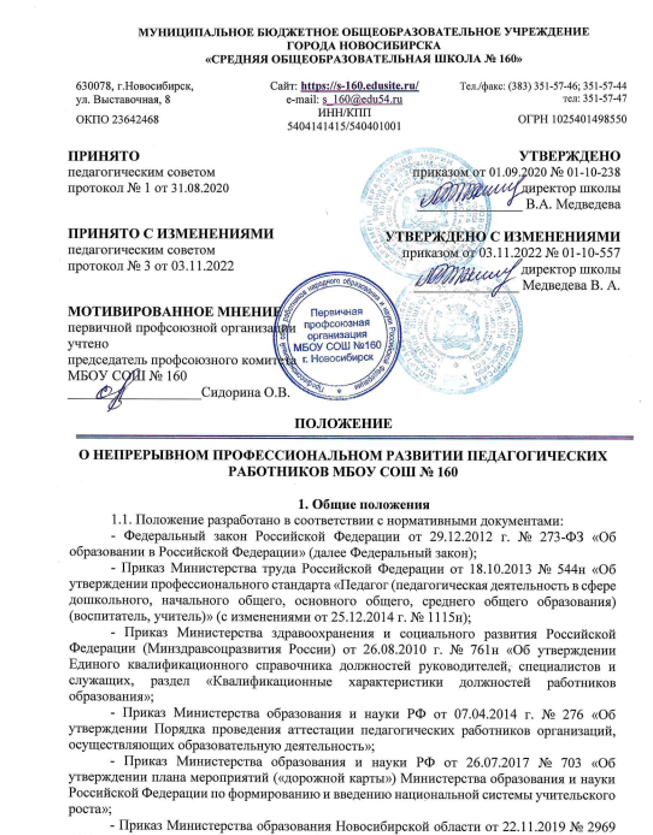 МУНИЦИПАЛЬНОЕ БЮДЖЕТНОЕ ОБЩЕОБРАЗОВАТЕЛЬНОЕ УЧРЕЖДЕНИЕ
ГОРОДА НОВОСИБИРСКА
«СРЕДНЯЯ ОБЩЕОБРАЗОВАТЕЛЬНАЯ ШКОЛА № 160»
630078, г.Новосибирск, Сайт: https://s-160.edusite.ru/ Тел./факс: (383) 351-57-46; 351-57-44
ул. Выставочная, 8 e-mail: s_160@edu54.ru тел: 351-57-47
ОКПО 23642468 ИНН/КПП ОГРН 1025401498550
5404141415/540401001
ПРИНЯТО УТВЕРЖДЕНО
педагогическим советом приказом от 01.09.2020 № 01-10-238
протокол № 1 от 31.08.2020 директор школы
В.А. Медведева
ПРИНЯТО С ИЗМЕНЕНИЯМИ УТВЕРЖДЕНО С ИЗМЕНЕНИЯМИ
педагогическим советом приказом от 03.11.2022 № 01-10-557
протокол № 3 от 03.11.2022 директор школы
Медведева В. А.
МОТИВИРОВАННОЕ МНЕНИЕ
первичной профсоюзной организации
учтено
председатель профсоюзного комитета
МБОУ СОШ № 160
Сидорина О.В.
Первичная
профсоюзная
организация
МБОУ СОШ №160
г. Новосибирск
ПОЛОЖЕНИЕ
О НЕПРЕРЫВНОМ ПРОФЕССИОНАЛЬНОМ РАЗВИТИИ ПЕДАГОГИЧЕСКИХ
РАБОТНИКОВ МБОУ СОШ № 160
1. Общие положения
1.1. Положение разработано в соответствии с нормативными документами:
- Федеральный закон Российской Федерации от 29.12.2012 г. № 273-ФЗ «Об
образовании в Российской Федерации» (далее Федеральный закон);
- Приказ Министерства труда Российской Федерации от 18.10.2013 № 544н «Об
утверждении профессионального стандарта «Педагог (педагогическая деятельность в сфере
дошкольного, начального общего, основного общего, среднего общего образования)
(воспитатель, учитель)» (с изменениями от 25.12.2014 г. № 1115н);
- Приказ Министерства здравоохранения и социального развития Российской
Федерации (Минздравсоцразвития России) от 26.08.2010 г. № 761н «Об утверждении
Единого квалификационного справочника должностей руководителей, специалистов и
служащих, раздел «Квалификационные характеристики должностей работников
образования»;
- Приказ Министерства образования и науки РФ от 07.04.2014 г. № 276 «Об
утверждении Порядка проведения аттестации педагогических работников организаций,
осуществляющих образовательную деятельность»;
- Приказ Министерства образования и науки РФ от 26.07.2017 № 703 «Об
утверждении плана мероприятий («дорожной карты») Министерства образования и науки
Российской Федерации по формированию и введению национальной системы учительского
роста»;
- Приказ Министерства образования Новосибирской области от 22.11.2019 № 2969